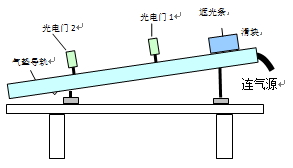 光电门 2
光电门 1
遮光条
滑块
气垫导轨
连气源